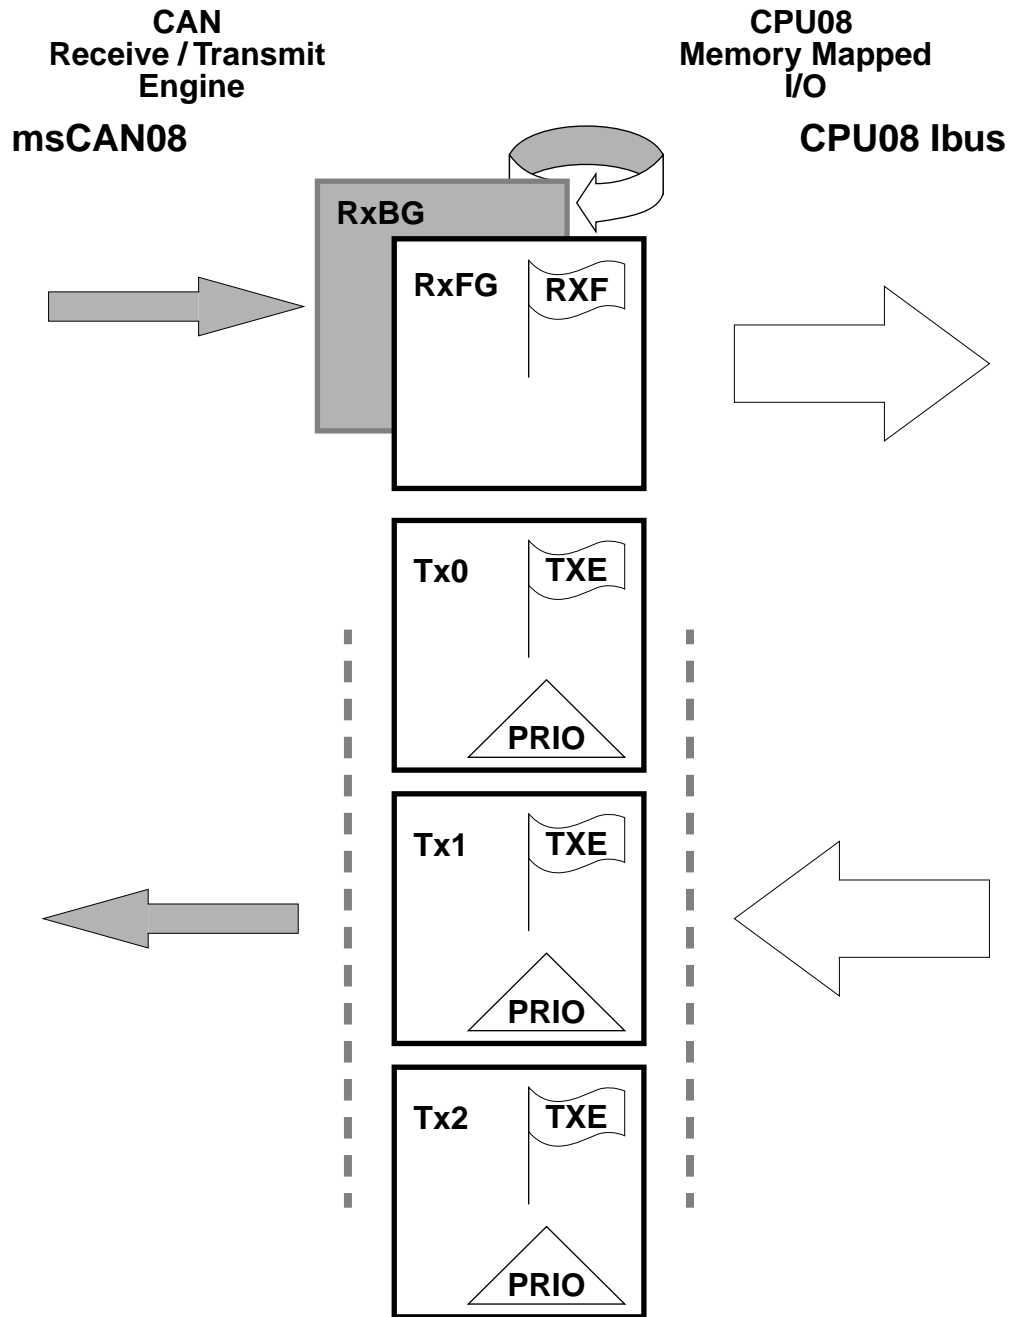 CAN
Receive / Transmit
Engine
CPU08
Memory Mapped
I/O
msCAN08
CPU08 Ibus
RxBG
RxFG
RXF
Tx0
TXE
PRIO
Tx1
TXE
PRIO
Tx2
TXE
PRIO